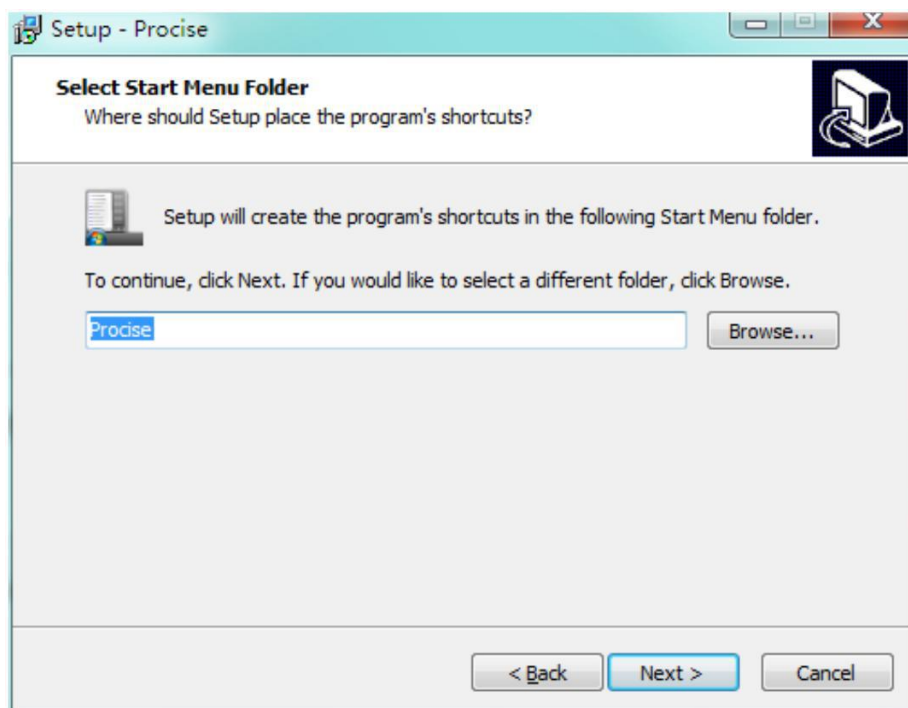 Setup - Procise
Select Start Menu Folder
Where should Setup place the program's shortcuts?
Setup will create the program's shortcuts in the following Start Menu folder.
To continue, click Next. If you would like to select a different folder, click Browse.
Procise
Browse...
< Back
Next >
Cancel